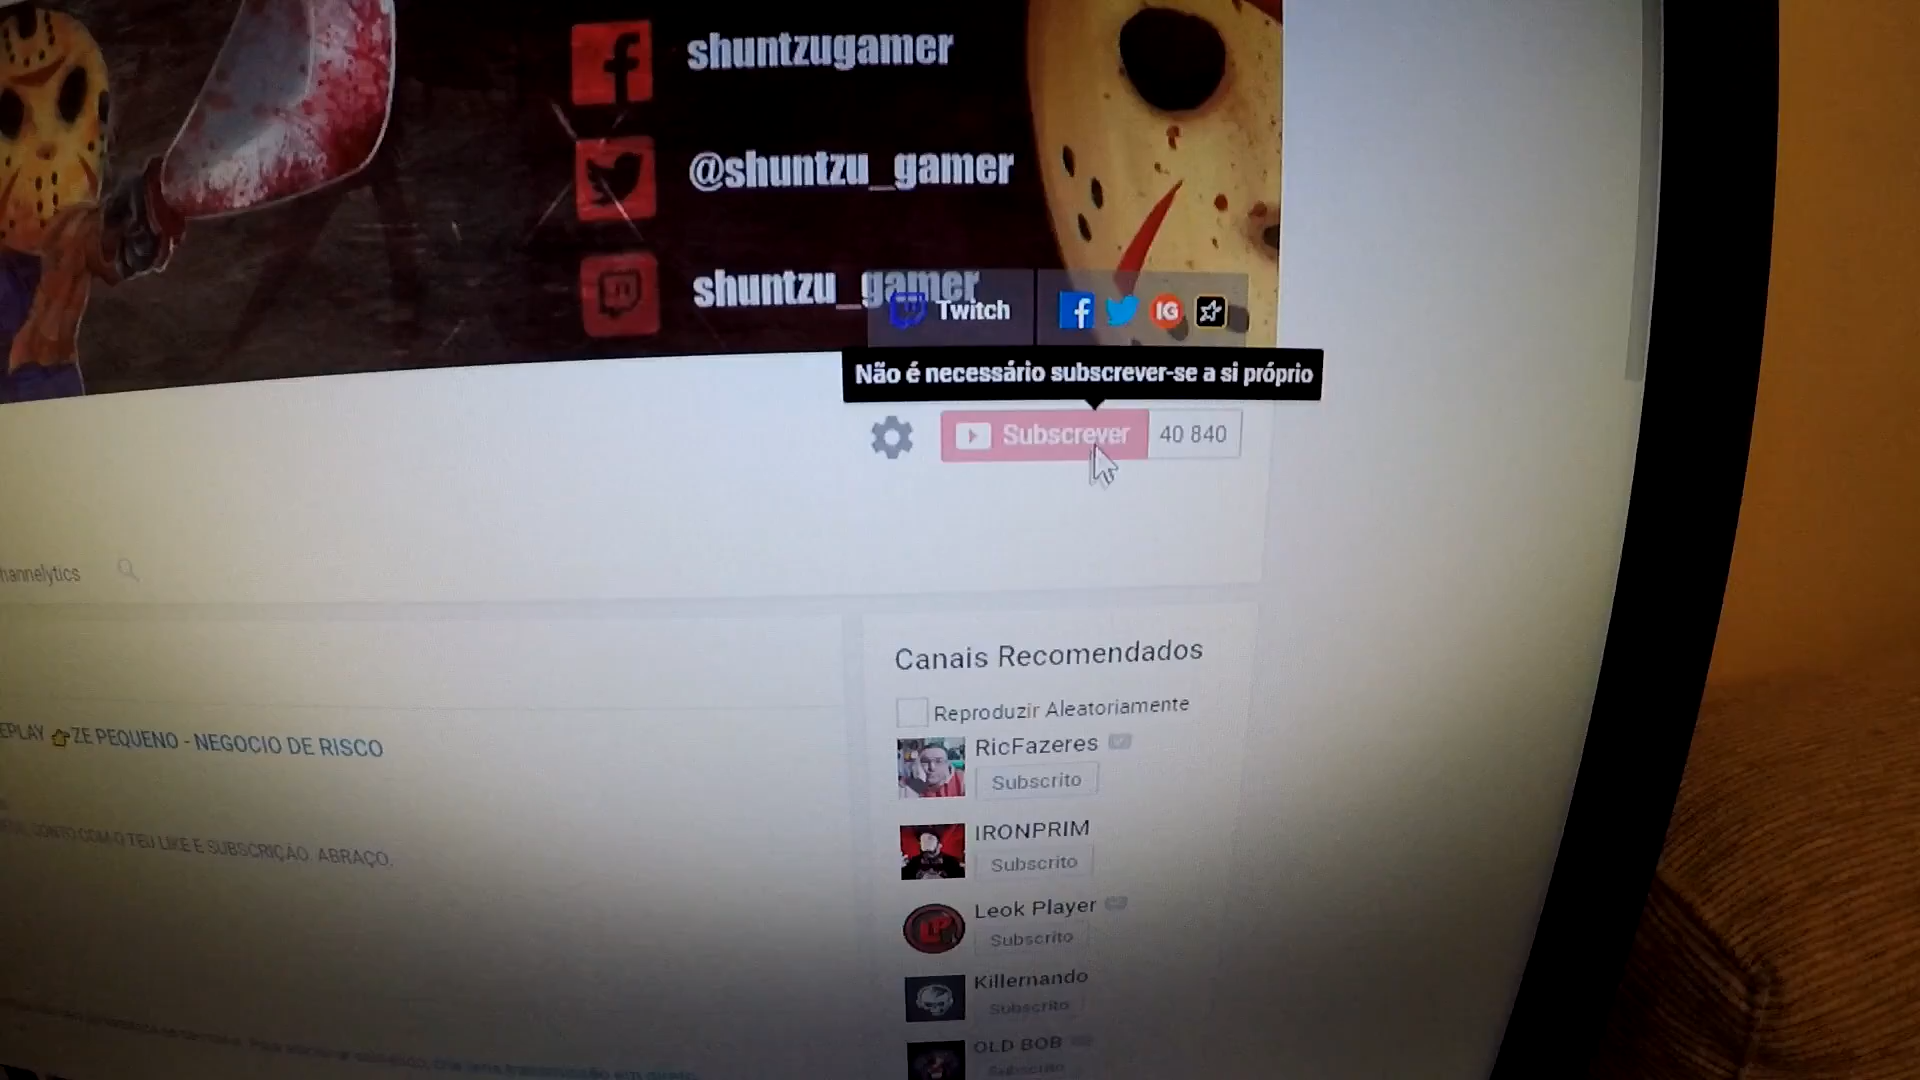 shuntzugamer
@shuntzu_gamer
shuntzu_gamer
Twitch
IG
Não é necessário subscrever-se a si próprio
Subscrever
40 840
hannelytics
Canais Recomendados
Reproduzir Aleatoriamente
RicFazeres
Subscrito
EPLAY 👉ZE PEQUENO - NEGOCIO DE RISCO
IRONPRIM
Subscrito
CONTO COM O TEU LIKE E SUBSCRIÇÃO. ABRAÇO.
Leok Player
Subscrito
Killernando
Subscrito
OLD BOB
Subscrito